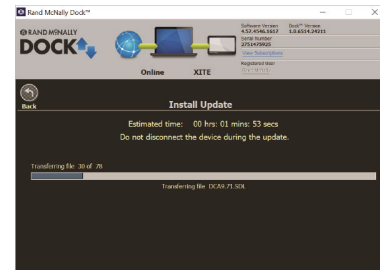 Rand McNally Dock™
RAND MCNALLY
DOCK
Software Version
4.57.4546.1617
Dock™ Version
1.0.6514.24211
Serial Number
2751475925
View Subscriptions
Registered User
Online
XITE
Back
Install Update
Estimated time: 00 hrs: 01 mins: 53 secs
Do not disconnect the device during the update.
Transferring file 38 of 78
Transferring file DCA9.71.SDL